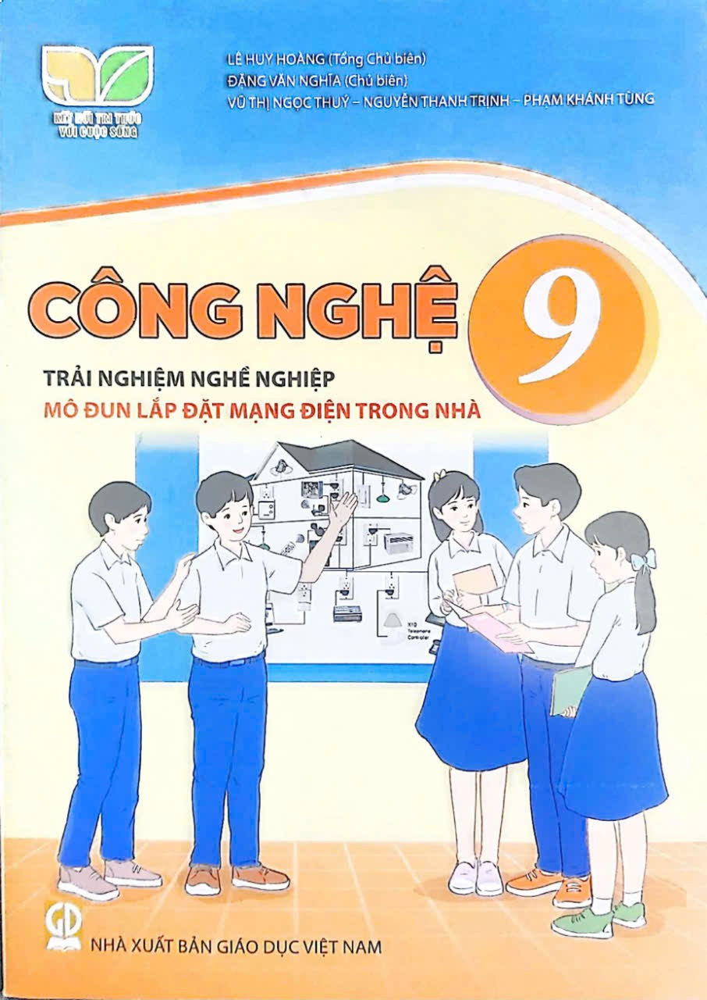 LÊ HUY HOÀNG (Tổng Chủ biên)
ĐẶNG VĂN NGHĨA (Chủ biên)
VŨ THỊ NGỌC THUÝ – NGUYỄN THANH TRỊNH – PHẠM KHÁNH TÙNG
KẾT NỐI TRI THỨC
VỚI CUỘC SỐNG
CÔNG NGHỆ 9
TRẢI NGHIỆM NGHỀ NGHIỆP
MÔ ĐUN LẮP ĐẶT MẠNG ĐIỆN TRONG NHÀ
X10
Telephone
Controller
GD
NHÀ XUẤT BẢN GIÁO DỤC VIỆT NAM